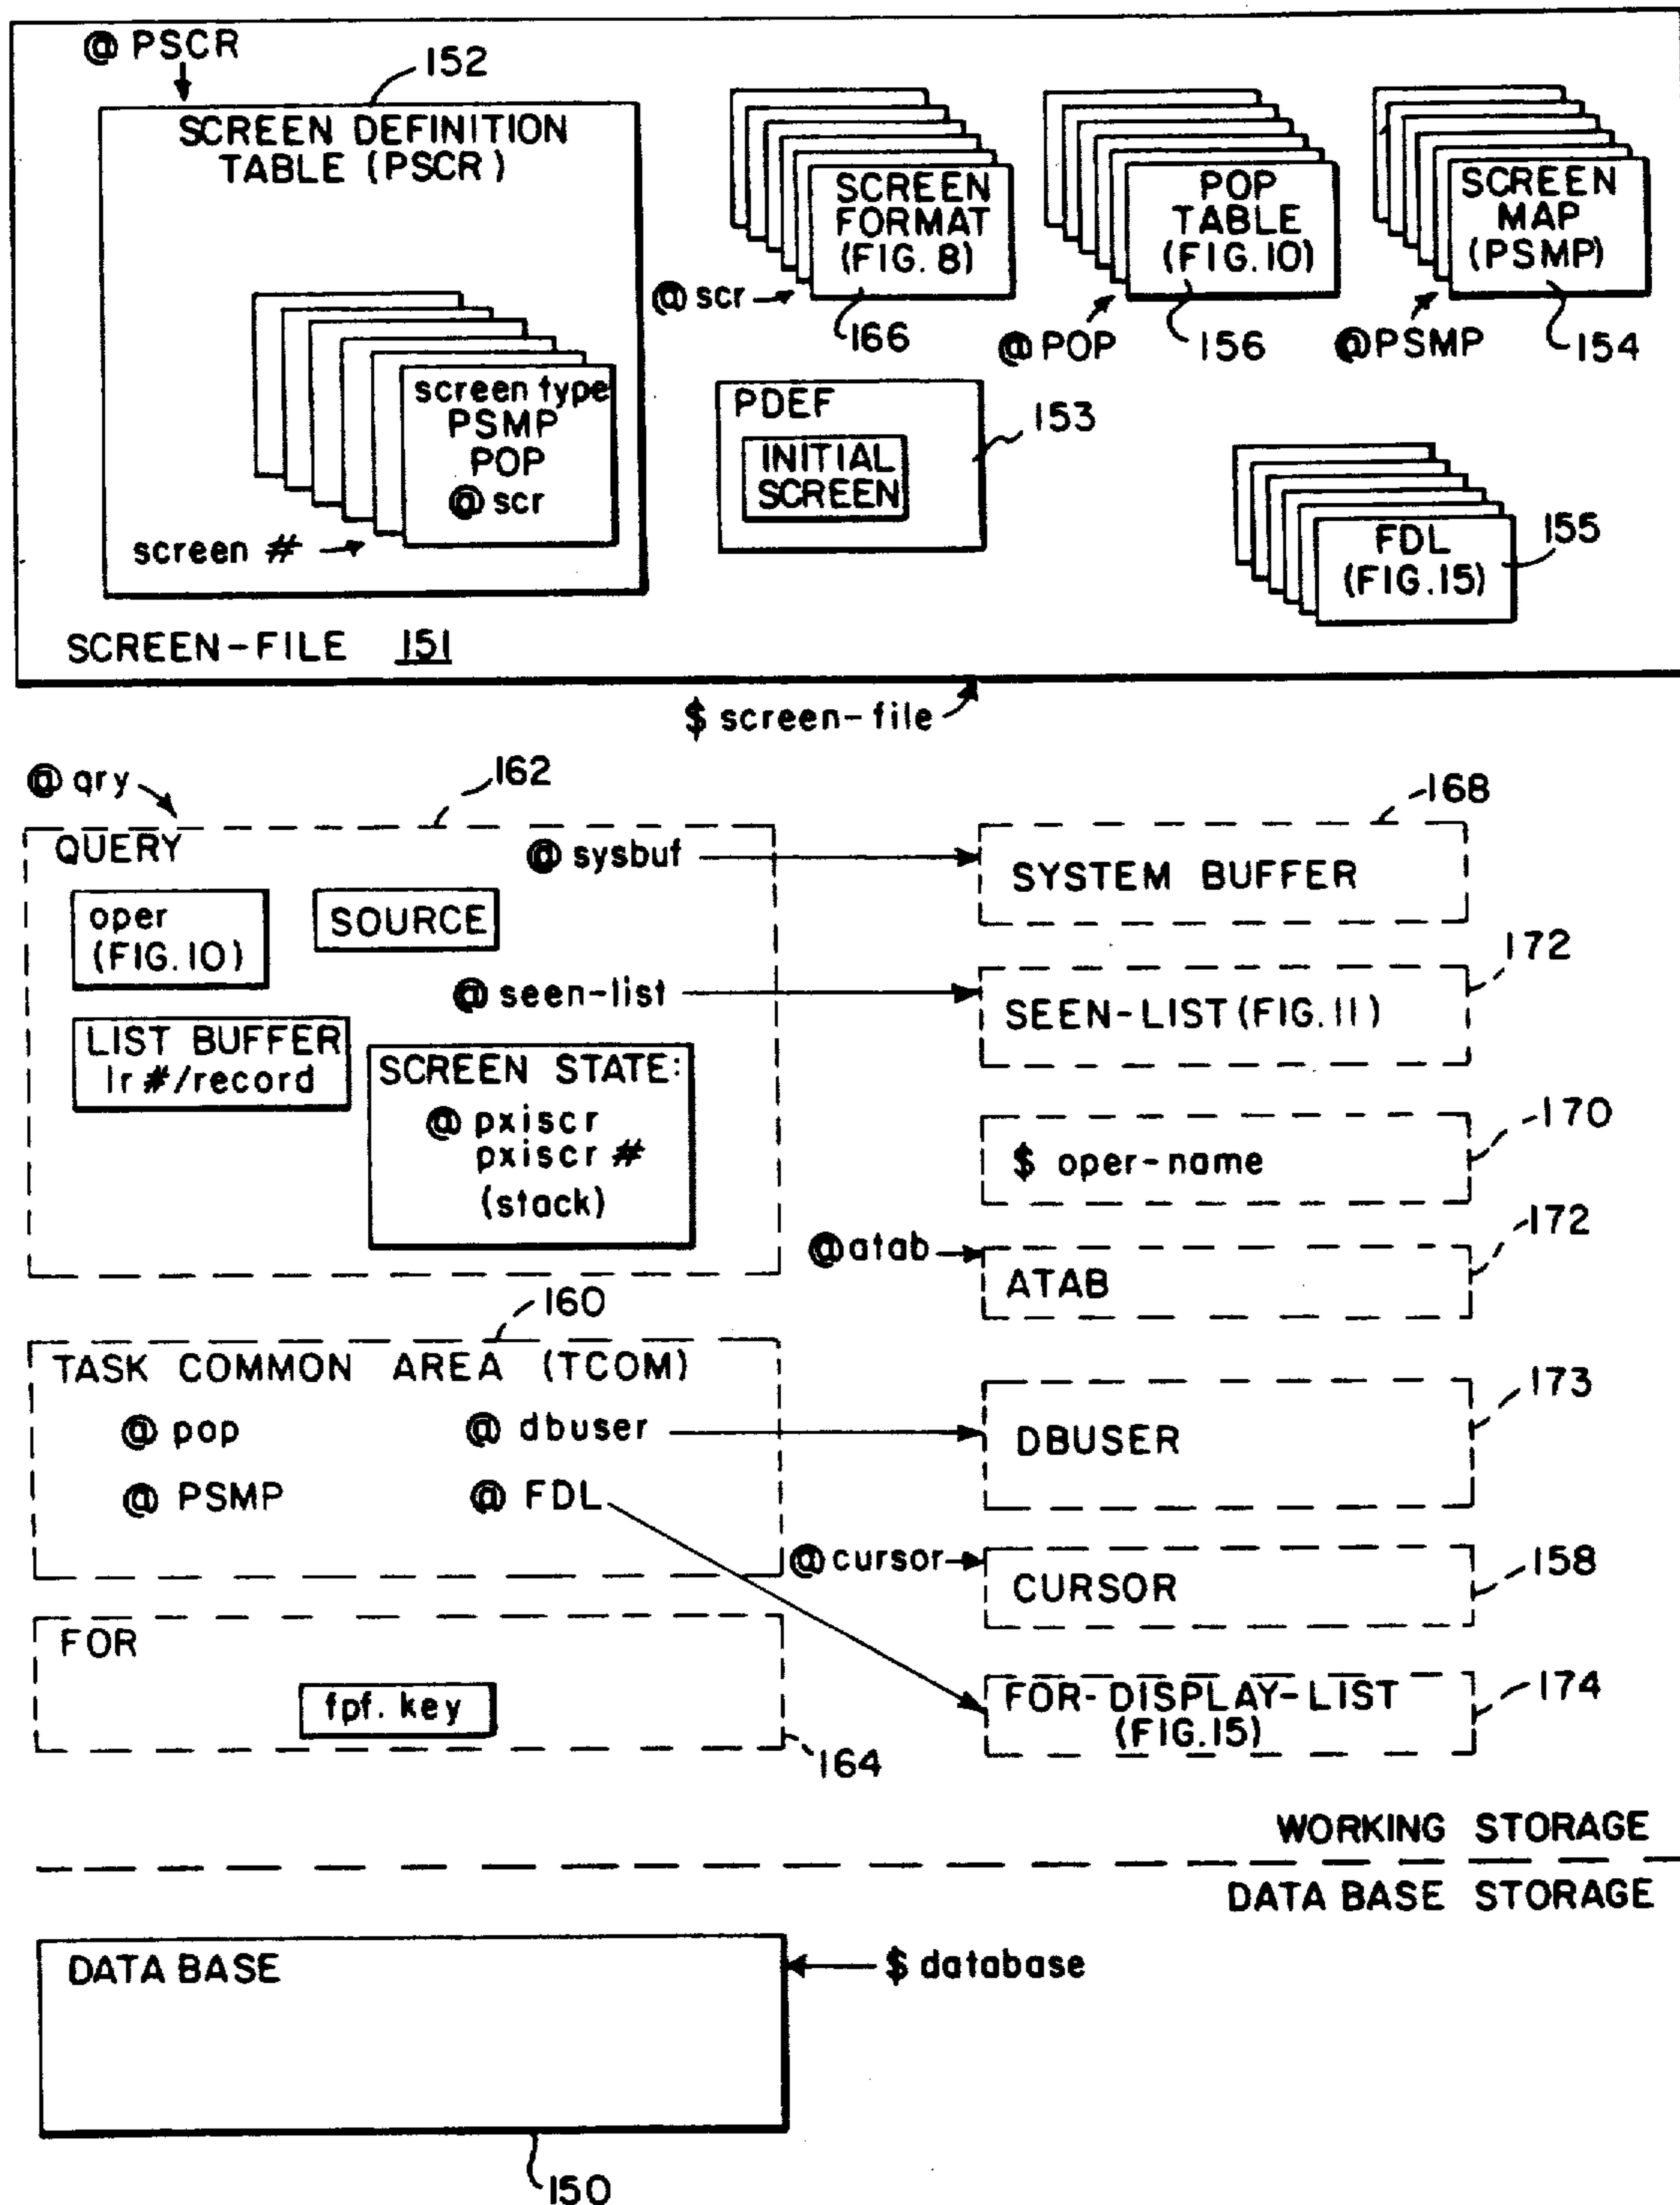 @ PSCR
152
SCREEN DEFINITION
TABLE (PSCR)
screen type
PSMP
POP
@ scr
screen #
SCREEN FORMAT
(FIG. 8)
@ scr
166
POP
TABLE
(FIG. 10)
@ POP
156
SCREEN
MAP
(PSMP)
@PSMP
154
PDEF
INITIAL
SCREEN
153
FDL
(FIG. 15)
155
SCREEN-FILE 151
$ screen-file
@ qry
162
QUERY
@ sysbuf
oper
(FIG. 10)
SOURCE
@ seen-list
LIST BUFFER
lr #/record
SCREEN STATE:
@ pxiscr
pxiscr #
(stack)
168
SYSTEM BUFFER
172
SEEN-LIST (FIG. 11)
170
$ oper-name
172
@atab
ATAB
160
TASK COMMON AREA (TCOM)
@ pop
@ dbuser
@ PSMP
@ FDL
173
DBUSER
@cursor
CURSOR
158
FOR
fpf. key
164
FOR-DISPLAY-LIST
(FIG. 15)
174
WORKING STORAGE
DATA BASE STORAGE
DATA BASE
$ database
150